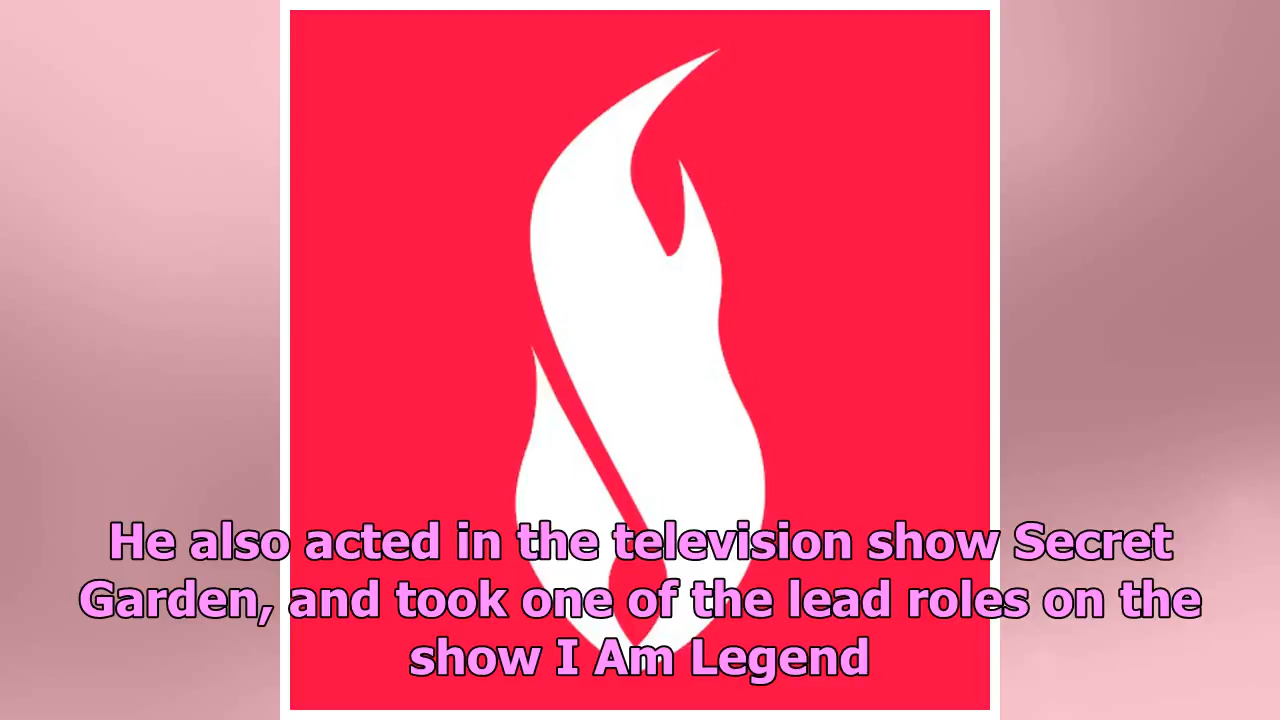 He also acted in the television show Secret
Garden, and took one of the lead roles on the
show I Am Legend